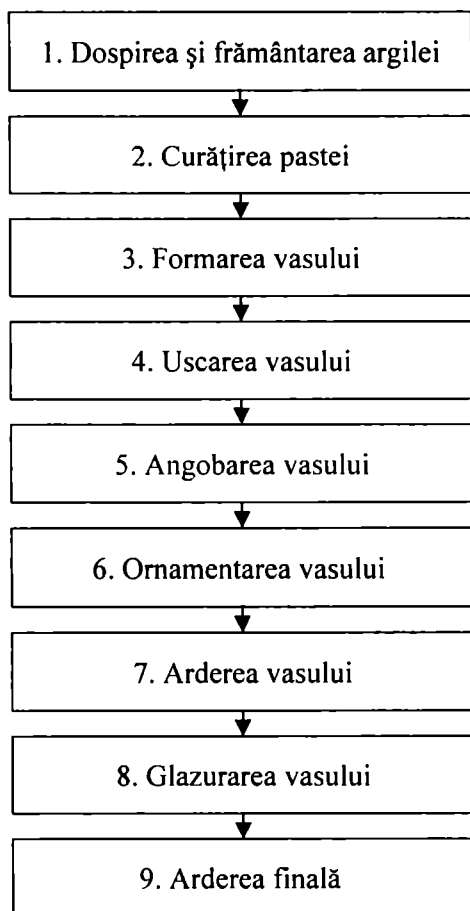 1. Dospirea şi frământarea argilei
2. Curăţirea pastei
3. Formarea vasului
4. Uscarea vasului
5. Angobarea vasului
6. Ornamentarea vasului
7. Arderea vasului
8. Glazurarea vasului
9. Arderea finală